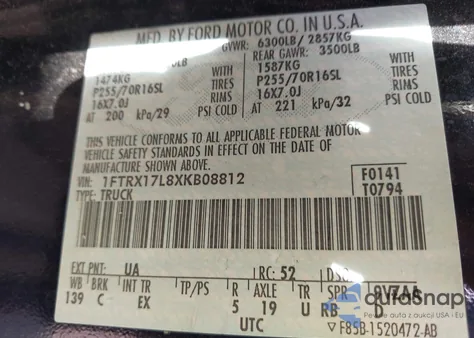 MFD. BY FORD MOTOR CO. IN U.S.A.
GVWR: 6300LB/ 2857KG
REAR GAWR: 3500LB
1474KG WITH 1587KG WITH
P255/70R16SL TIRES P255/70R16SL TIRES
16X7.0J RIMS 16X7.0J RIMS
AT 200 kPa/29 PSI COLD AT 221 kPa/32 PSI COLD
THIS VEHICLE CONFORMS TO ALL APPLICABLE FEDERAL MOTOR
VEHICLE SAFETY STANDARDS IN EFFECT ON THE DATE OF
MANUFACTURE SHOWN ABOVE.
VIN: 1FTRX17L8XKB08812 F0141
TYPE: TRUCK T0794
EXT PNT: UA RC: 52 DSO:
WB BRK INT TR TP/PS R AXLE TR SPR
139 C EX 5 19 U RB D
UTC ▽ F85B-1520472-AB
autosnap